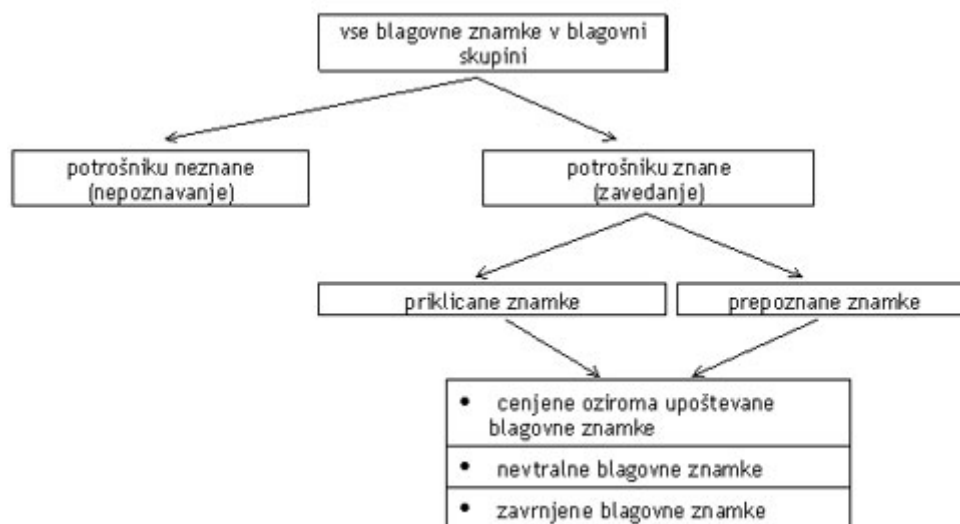 vse blagovne znamke v blagovni
skupini
potrošniku neznane
(nepoznavanje)
potrošniku znane
(zavedanje)
priklicane znamke
prepoznane znamke
• cenjene oziroma upoštevane
blagovne znamke
• nevtralne blagovne znamke
• zavrnjene blagovne znamke